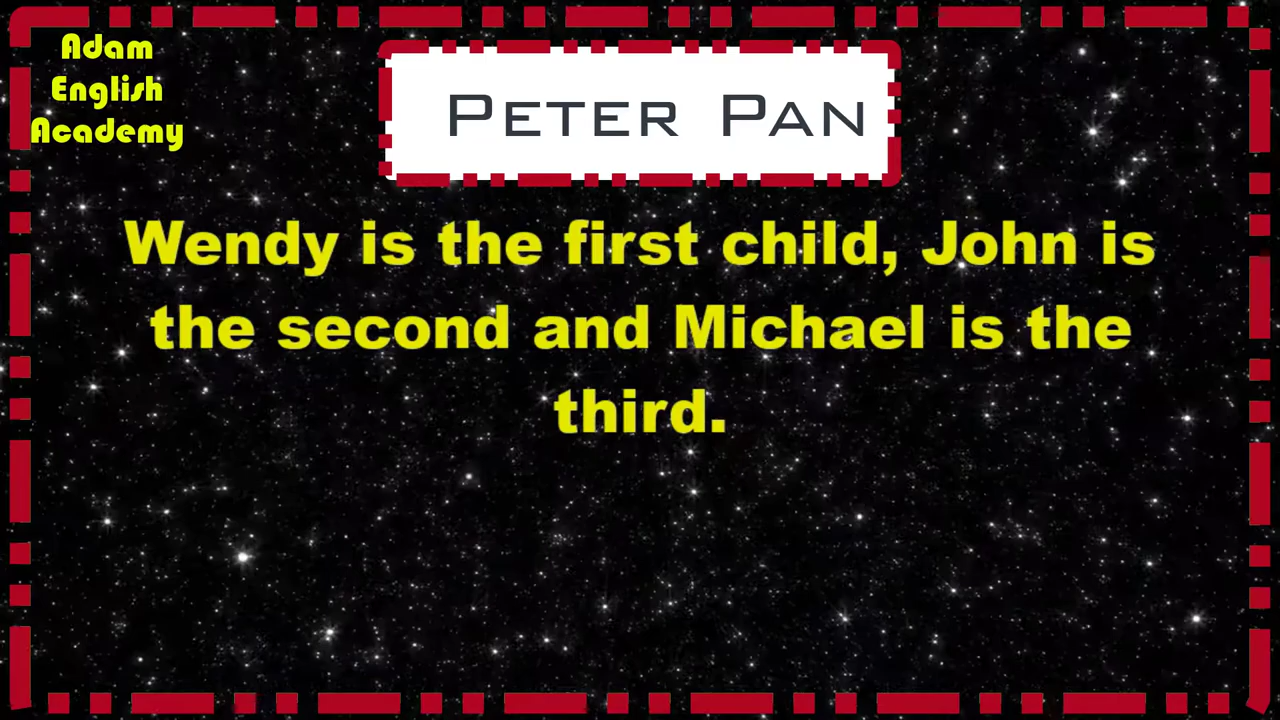 Adam
English
Academy
PETER PAN
Wendy is the first child, John is
the second and Michael is the
third.